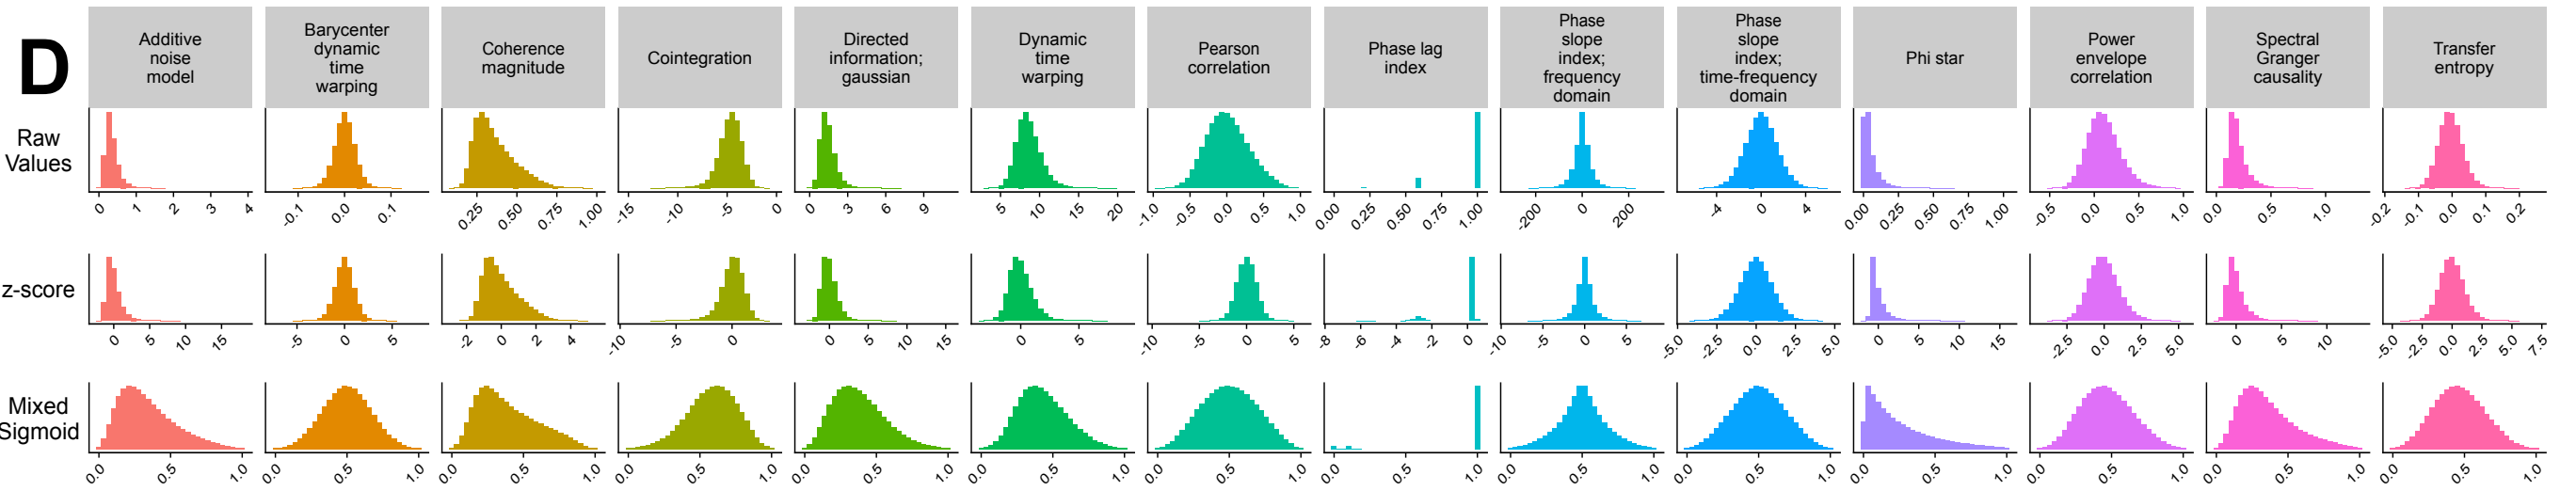 D
Additive
noise
model
Barycenter
dynamic
time
warping
Coherence
magnitude
Cointegration
Directed
information;
gaussian
Dynamic
time
warping
Pearson
correlation
Phase lag
index
Phase
slope
index;
frequency
domain
Phase
slope
index;
time-frequency
domain
Phi star
Power
envelope
correlation
Spectral
Granger
causality
Transfer
entropy
Raw
Values
0 1 2 3 4
-0.1 0.0 0.1
0.25 0.50 0.75 1.00
-15 -10 -5 0
0 3 6 9
5 10 15 20
-1.0 -0.5 0.0 0.5 1.0
0.00 0.25 0.50 0.75 1.00
-200 0 200
-4 0 4
0.00 0.25 0.50 0.75 1.00
-0.5 0.0 0.5 1.0
0.0 0.5 1.0
-0.2 -0.1 0.0 0.1 0.2
z-score
0 5 10 15
-5 0 5
-2 0 2 4
-10 -5 0
0 5 10 15
0 5
-10 -5 0 5
-8 -6 -4 -2 0
-10 -5 0 5
-5.0 -2.5 0.0 2.5 5.0
0 5 10 15
-2.5 0.0 2.5 5.0
0 5 10
-5.0 -2.5 0.0 2.5 5.0 7.5
Mixed
Sigmoid
0.0 0.5 1.0
0.0 0.5 1.0
0.0 0.5 1.0
0.0 0.5 1.0
0.0 0.5 1.0
0.0 0.5 1.0
0.0 0.5 1.0
0.0 0.5 1.0
0.0 0.5 1.0
0.0 0.5 1.0
0.0 0.5 1.0
0.0 0.5 1.0
0.0 0.5 1.0
0.0 0.5 1.0